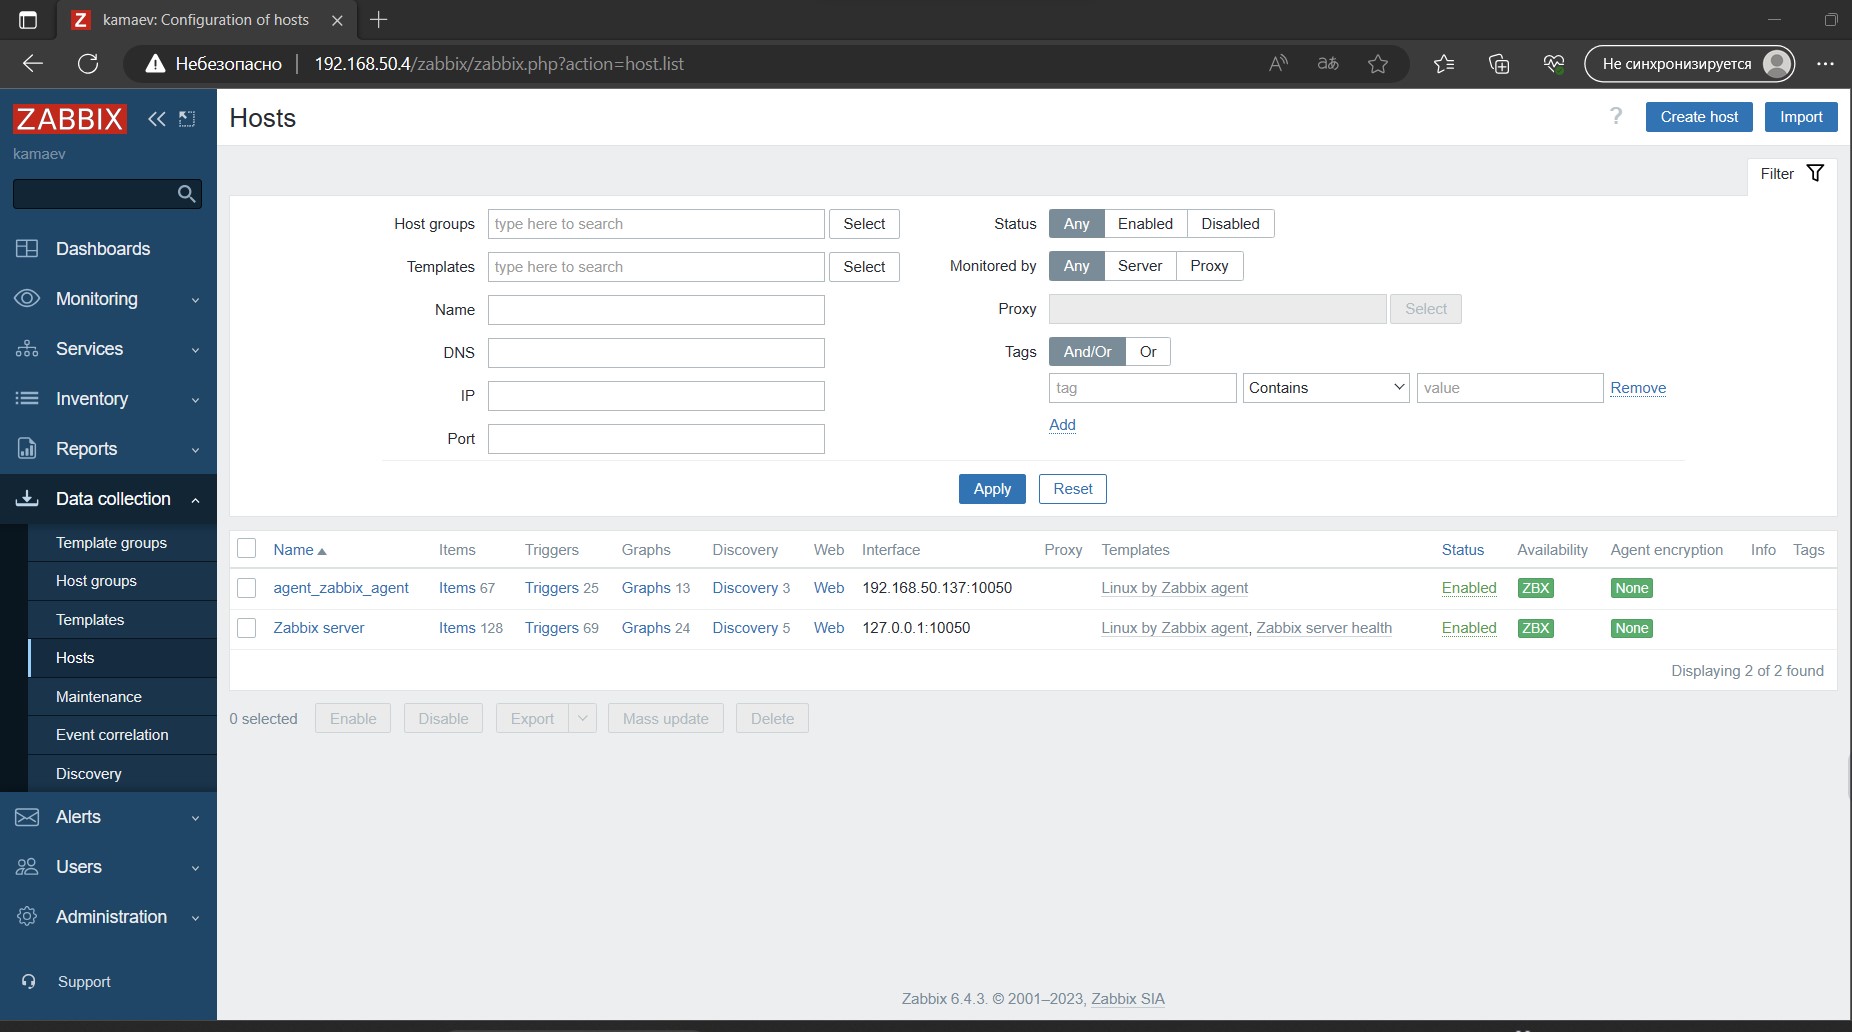 kamaev: Configuration of hosts
Небезопасно 192.168.50.4/zabbix/zabbix.php?action=host.list Не синхронизируется
ZABBIX
kamaev
Dashboards
Monitoring
Services
Inventory
Reports
Data collection
Template groups
Host groups
Templates
Hosts
Maintenance
Event correlation
Discovery
Alerts
Users
Administration
Support
Hosts ? Create host Import
Filter
Host groups type here to search Select
Templates type here to search Select
Name
DNS
IP
Port
Status Any Enabled Disabled
Monitored by Any Server Proxy
Proxy Select
Tags And/Or Or
tag Contains value Remove
Add
Apply Reset
Name Items Triggers Graphs Discovery Web Interface Proxy Templates Status Availability Agent encryption Info Tags
agent_zabbix_agent Items 67 Triggers 25 Graphs 13 Discovery 3 Web 192.168.50.137:10050 Linux by Zabbix agent Enabled ZBX None
Zabbix server Items 128 Triggers 69 Graphs 24 Discovery 5 Web 127.0.0.1:10050 Linux by Zabbix agent, Zabbix server health Enabled ZBX None
Displaying 2 of 2 found
0 selected Enable Disable Export Mass update Delete
Zabbix 6.4.3. © 2001–2023, Zabbix SIA